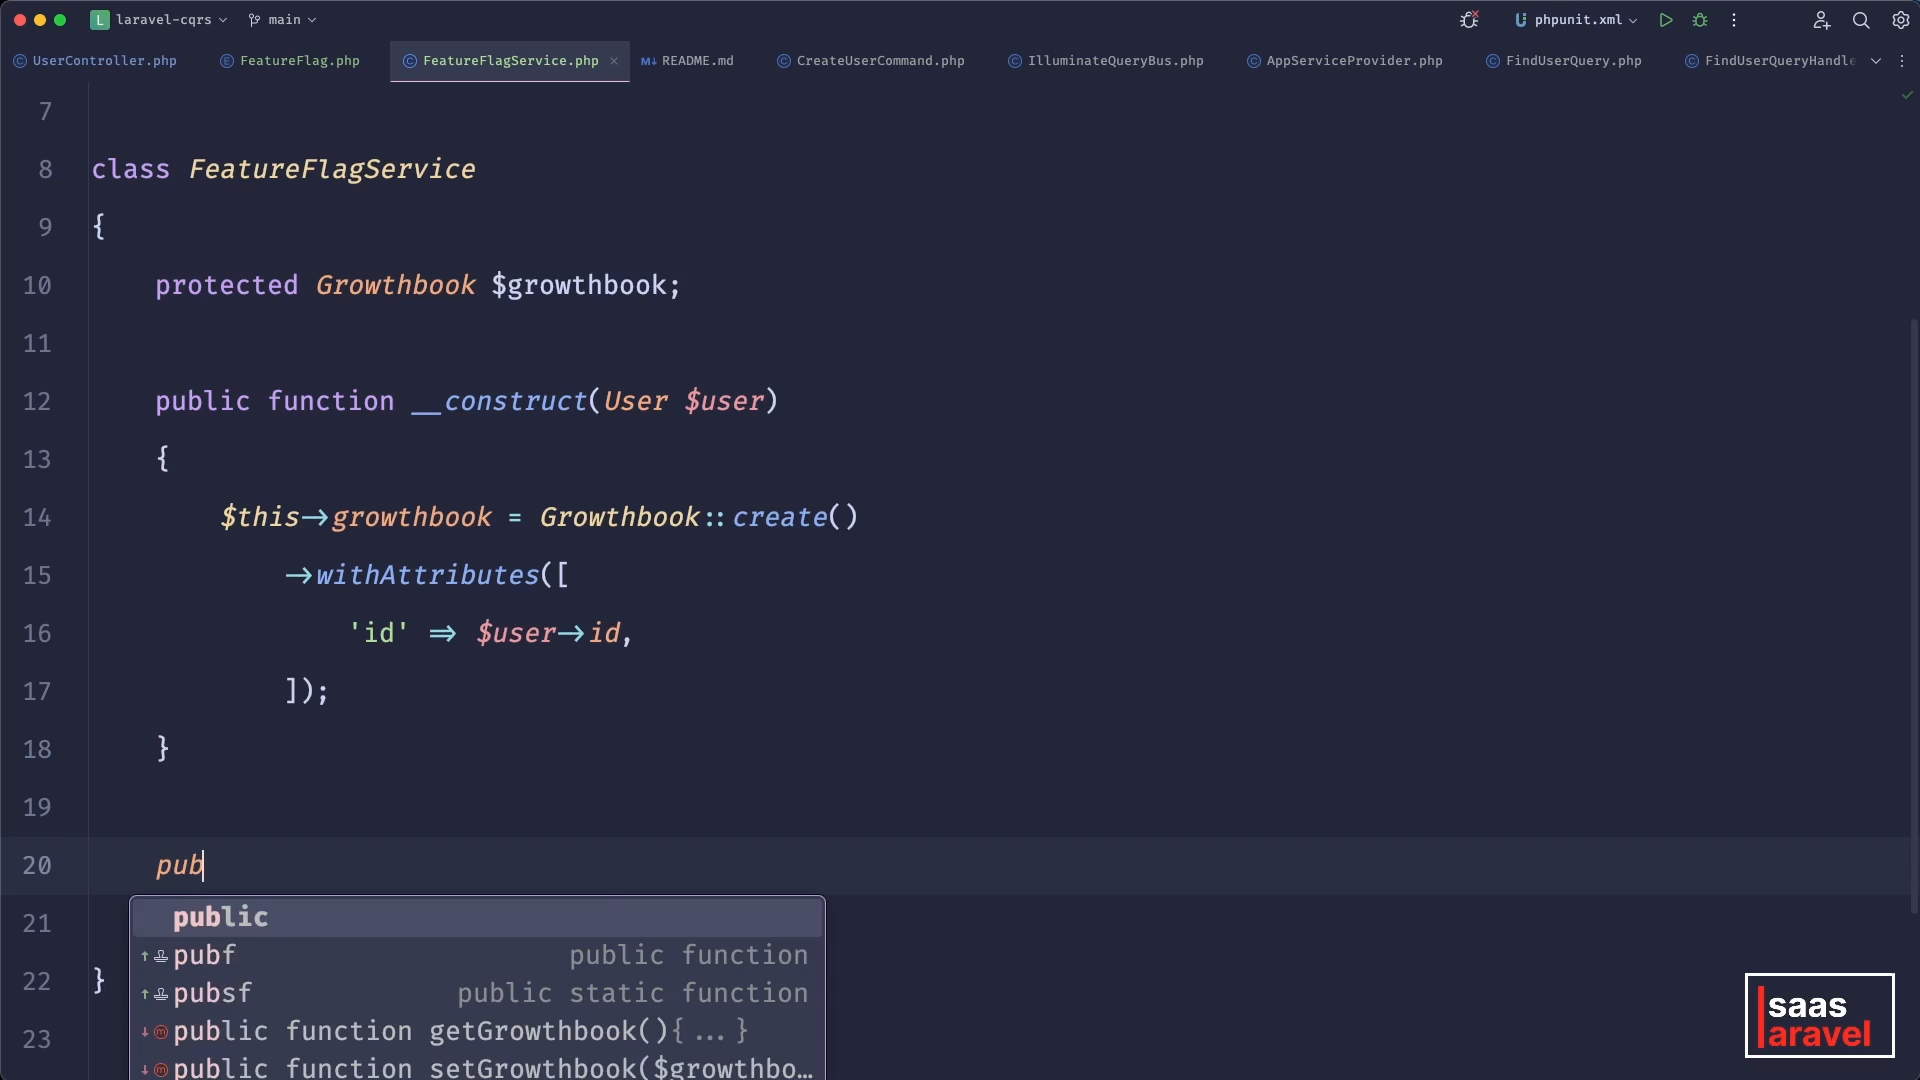 L laravel-cqrs main phpunit.xml
UserController.php FeatureFlag.php FeatureFlagService.php README.md CreateUserCommand.php IlluminateQueryBus.php AppServiceProvider.php FindUserQuery.php FindUserQueryHandle
7
8 class FeatureFlagService
9 {
10 protected Growthbook $growthbook;
11
12 public function __construct(User $user)
13 {
14 $this->growthbook = Growthbook::create()
15 ->withAttributes([
16 'id' => $user->id,
17 ]);
18 }
19
20 pub
public
pubf public function
21
pubsf public static function
22 }
public function getGrowthbook(){...}
23
public function setGrowthbook($growthbo…
saas
laravel